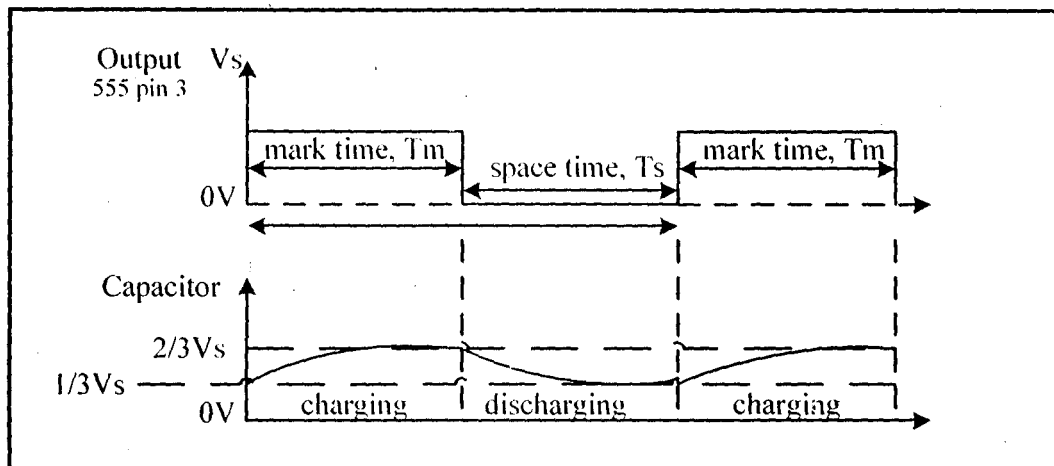 Output Vs
555 pin 3
mark time, Tm
space time, Ts
mark time, Tm
0V
Capacitor
2/3Vs
1/3Vs
0V
charging
discharging
charging